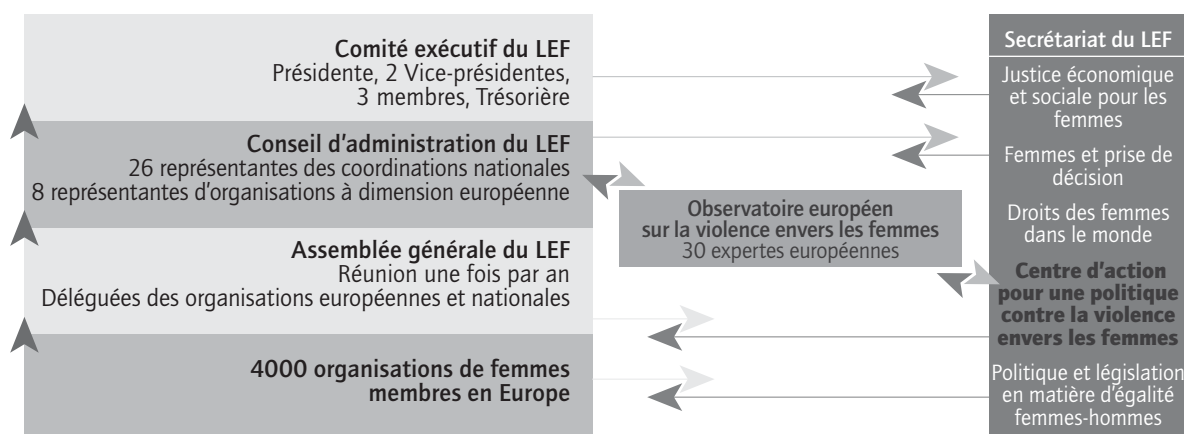 Comité exécutif du LEF
Présidente, 2 Vice-présidentes,
3 membres, Trésorière
Conseil d'administration du LEF
26 représentantes des coordinations nationales
8 représentantes d'organisations à dimension européenne
Assemblée générale du LEF
Réunion une fois par an
Déléguées des organisations européennes et nationales
4000 organisations de femmes
membres en Europe
Observatoire européen
sur la violence envers les femmes
30 expertes européennes
Secrétariat du LEF
Justice économique
et sociale pour les
femmes
Femmes et prise de
décision
Droits des femmes
dans le monde
Centre d'action
pour une politique
contre la violence
envers les femmes
Politique et législation
en matière d'égalité
femmes-hommes